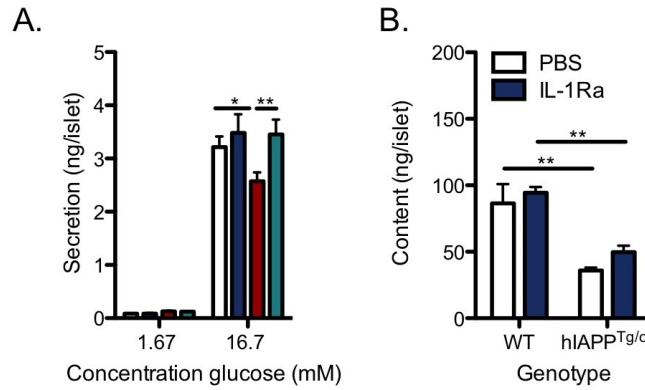 A.
5
4
3
2
1
0
Secretion (ng/islet)
*
**
1.67
16.7
Concentration glucose (mM)
B.
200
150
100
50
0
Content (ng/islet)
PBS
IL-1Ra
**
**
WT
hIAPPTg/o
Genotype